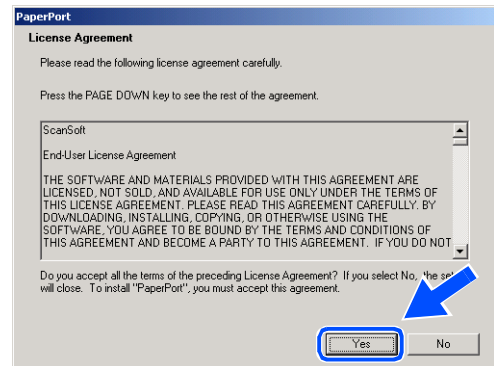 PaperPort
License Agreement
Please read the following license agreement carefully.
Press the PAGE DOWN key to see the rest of the agreement.
ScanSoft
End-User License Agreement
THE SOFTWARE AND MATERIALS PROVIDED WITH THIS AGREEMENT ARE
LICENSED, NOT SOLD, AND AVAILABLE FOR USE ONLY UNDER THE TERMS OF
THIS LICENSE AGREEMENT. PLEASE READ THIS AGREEMENT CAREFULLY. BY
DOWNLOADING, INSTALLING, COPYING, OR OTHERWISE USING THE
SOFTWARE, YOU AGREE TO BE BOUND BY THE TERMS AND CONDITIONS OF
THIS AGREEMENT AND BECOME A PARTY TO THIS AGREEMENT. IF YOU DO NOT
Do you accept all the terms of the preceding License Agreement? If you select No, the
will close. To install "PaperPort", you must accept this agreement.
Yes No